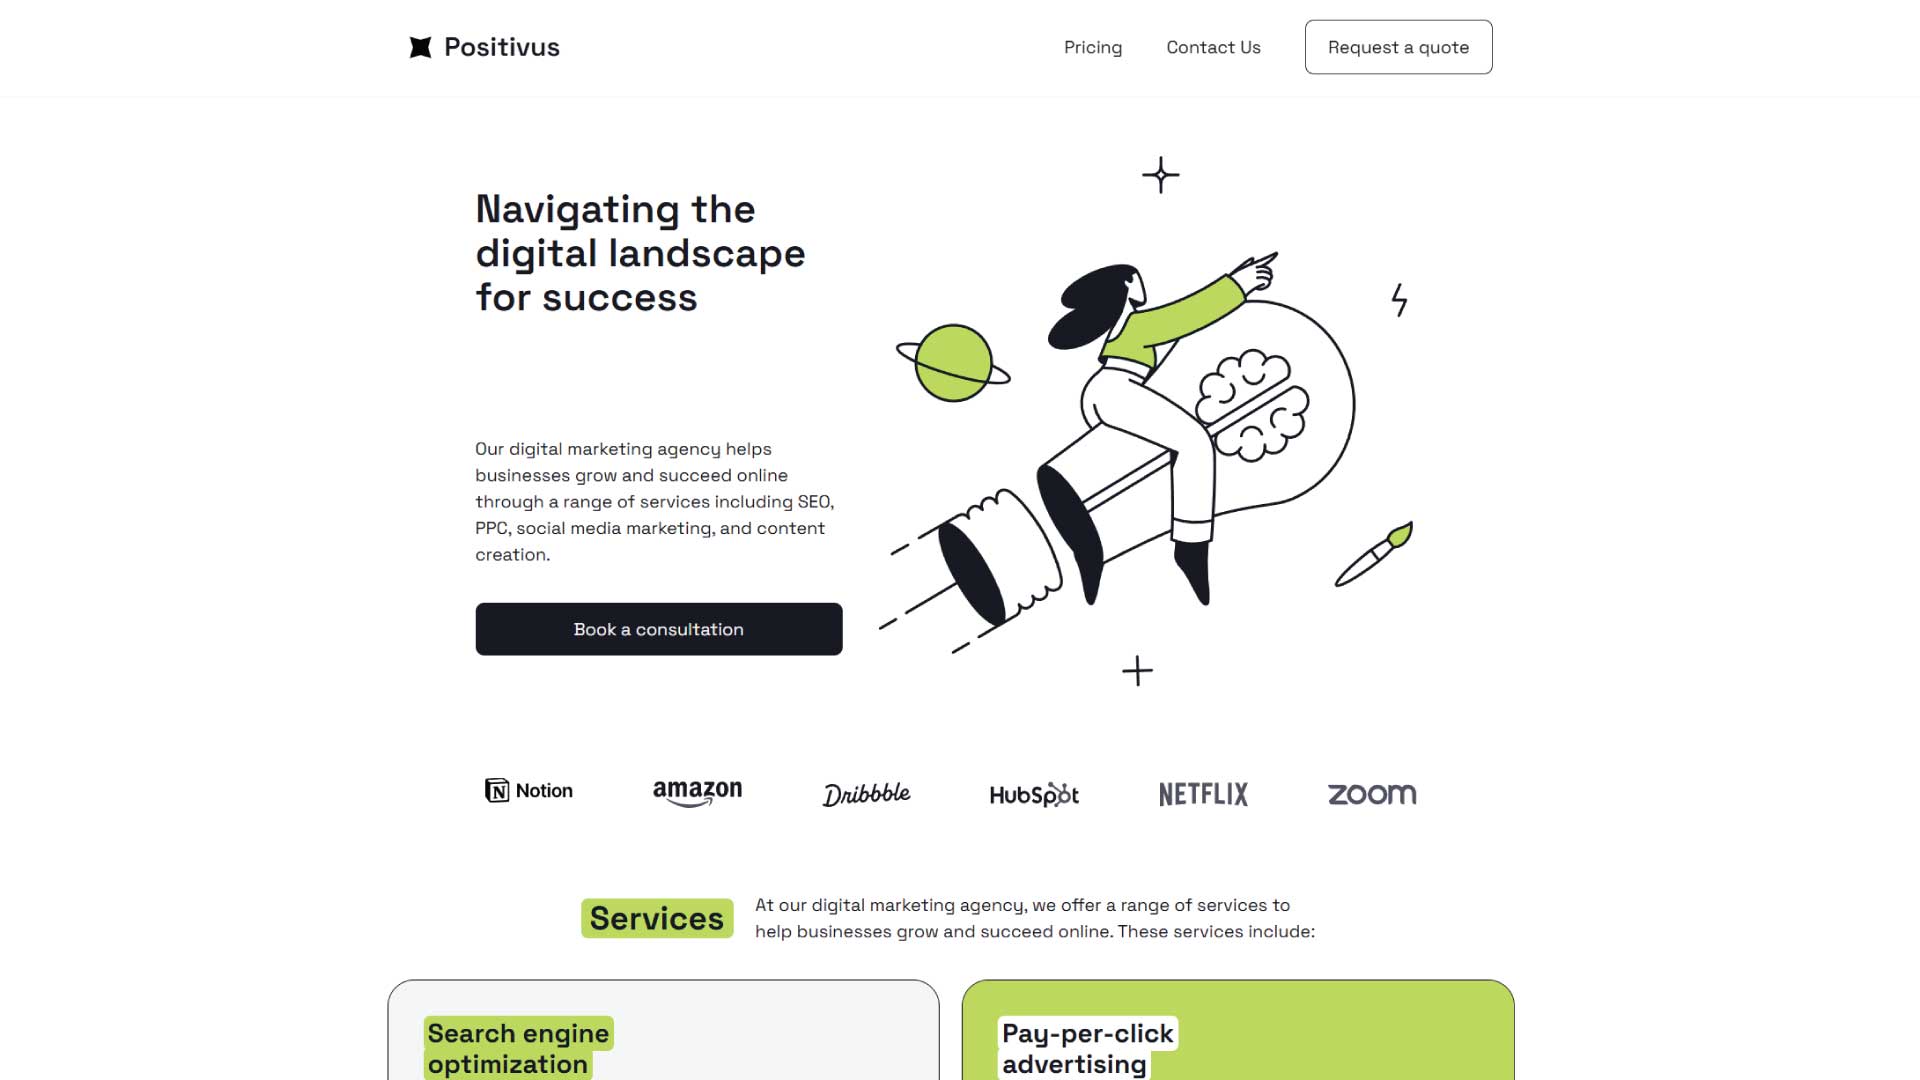 Positivus
Pricing
Contact Us
Request a quote
Navigating the
digital landscape
for success
Our digital marketing agency helps
businesses grow and succeed online
through a range of services including SEO,
PPC, social media marketing, and content
creation.
Book a consultation
Notion
amazon
Dribbble
HubSpot
NETFLIX
zoom
Services
At our digital marketing agency, we offer a range of services to
help businesses grow and succeed online. These services include:
Search engine
optimization
Pay-per-click
advertising